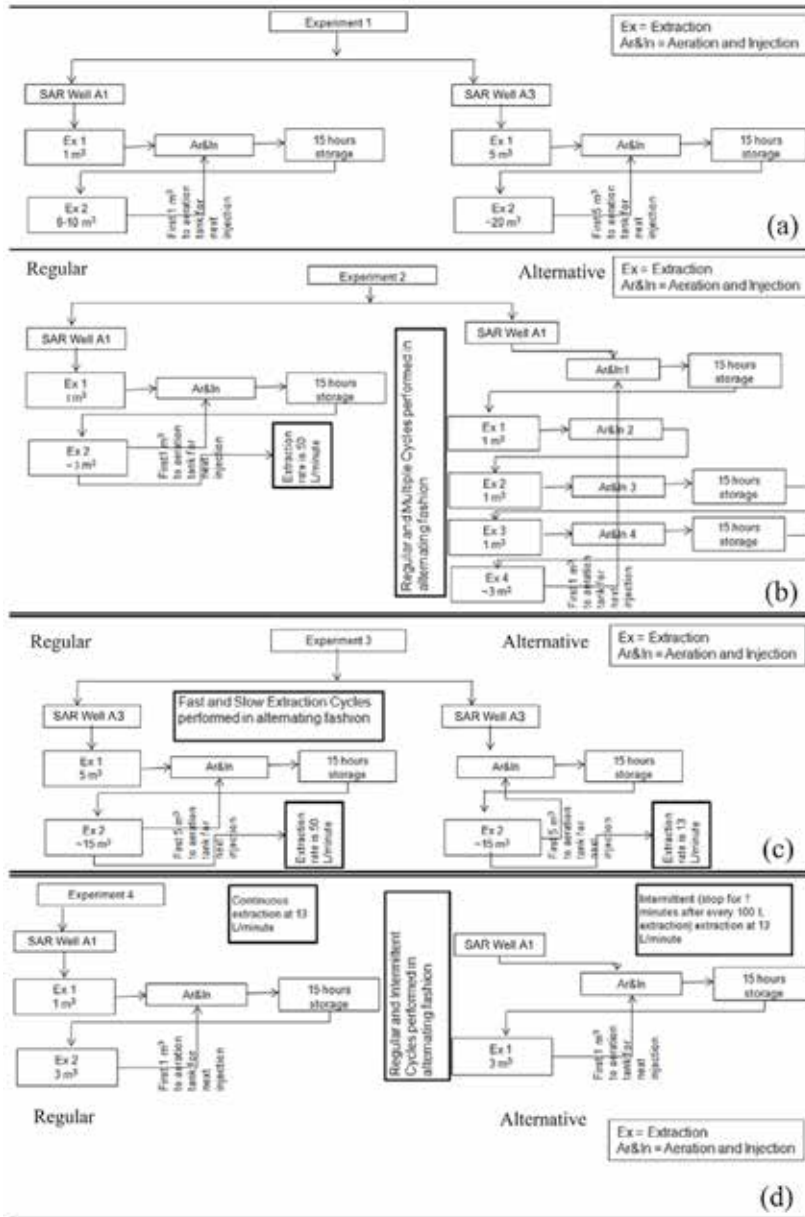 Experiment 1
Ex = Extraction
Ar&In = Aeration and Injection
SAR Well A1
SAR Well A3
Ex 1
1 m³
Ar&In
15 hours
storage
Ex 1
5 m³
Ar&In
15 hours
storage
Ex 2
6-10 m³
First 1 m³
to aeration
tank for
next
injection
Ex 2
~20 m³
First 5 m³
to aeration
tank for
next
injection
(a)
Regular
Alternative
Ex = Extraction
Ar&In = Aeration and Injection
Experiment 2
SAR Well A1
Ex 1
1 m³
Ar&In
15 hours
storage
Ex 2
~3 m³
First 1 m³
to aeration
tank for
next
injection
Extraction
rate is 50
L/minute
Regular and Multiple Cycles performed in
alternating fashion
SAR Well A1
Ar&In 1
15 hours
storage
Ex 1
1 m³
Ar&In 2
Ex 2
1 m³
Ar&In 3
15 hours
storage
Ex 3
1 m³
Ar&In 4
15 hours
storage
Ex 4
~3 m³
First 1 m³
to aeration
tank for
next
injection
(b)
Regular
Alternative
Ex = Extraction
Ar&In = Aeration and Injection
Experiment 3
Fast and Slow Extraction Cycles
performed in alternating fashion
SAR Well A3
Ex 1
5 m³
Ar&In
15 hours
storage
Ex 2
~15 m³
First 5 m³
to aeration
tank for
next
injection
Extraction
rate is 50
L/minute
SAR Well A3
Ar&In
15 hours
storage
Ex 2
~15 m³
First 5 m³
to aeration
tank for
next
injection
Extraction
rate is 13
L/minute
(c)
Experiment 4
Continuous
extraction at 13
L/minute
SAR Well A1
Ex 1
1 m³
Ar&In
15 hours
storage
Ex 2
3 m³
First 1 m³
to aeration
tank for
next
injection
Regular and Intermittent
Cycles performed in
alternating fashion
Intermittent (stop for
minutes after every 100 L
extraction) extraction at 13
L/minute
SAR Well A1
Ar&In
15 hours
storage
Ex 1
3 m³
First 1 m³
to aeration
tank for
next
injection
Regular
Alternative
Ex = Extraction
Ar&In = Aeration and Injection
(d)